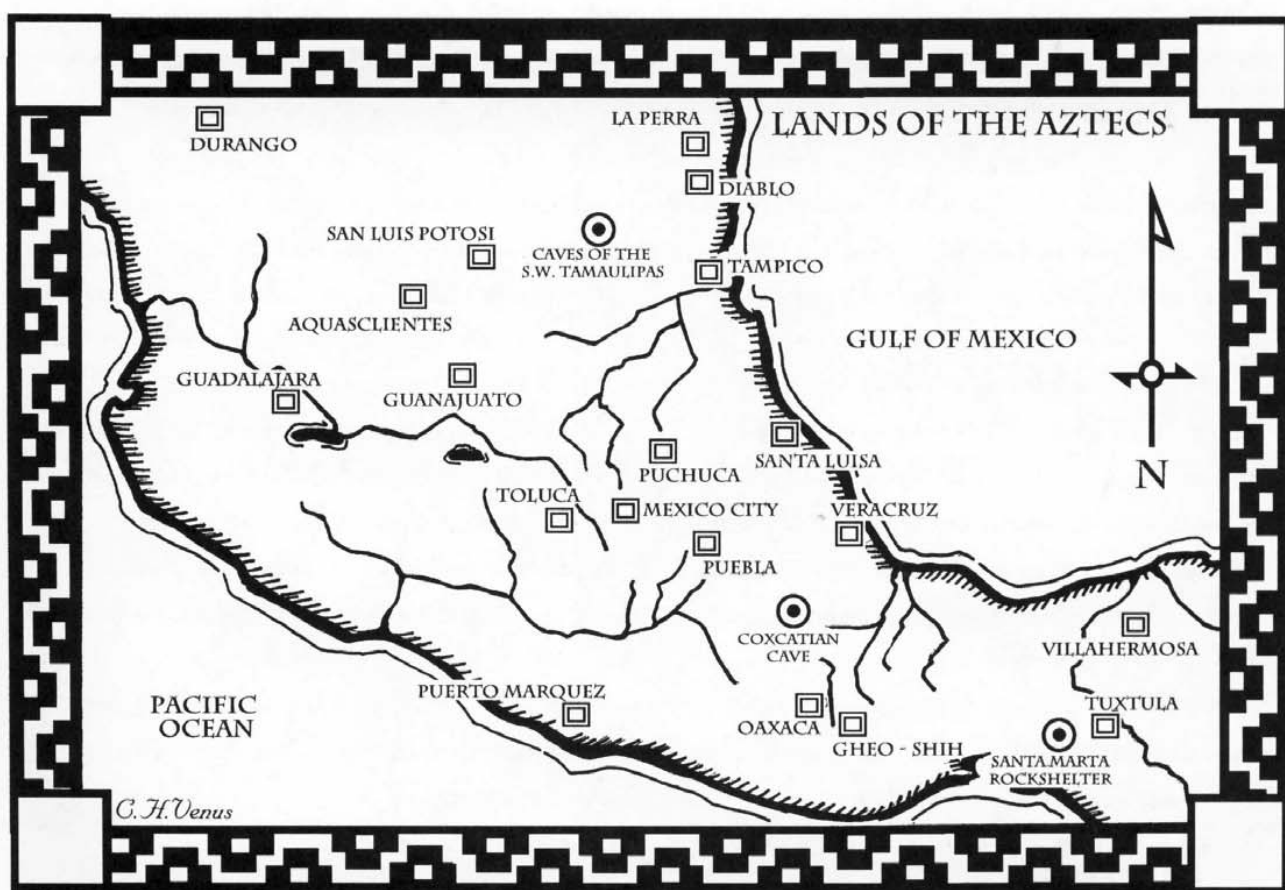 LANDS OF THE AZTECS
LA PERRA
DURANGO
DIABLO
SAN LUIS POTOSI
CAVES OF THE
S.W. TAMAULIPAS
TAMPICO
AQUASCLIENTES
GULF OF MEXICO
GUADALAJARA
GUANAJUATO
SANTA LUISA
PUCHUCA
N
TOLUCA
MEXICO CITY
VERACRUZ
PUEBLA
COXCATIAN
CAVE
VILLAHERMOSA
PUERTO MARQUEZ
PACIFIC
OCEAN
OAXACA
TUXTULA
GHEO - SHIH
SANTA MARTA
ROCKSHELTER
C.H.Venus